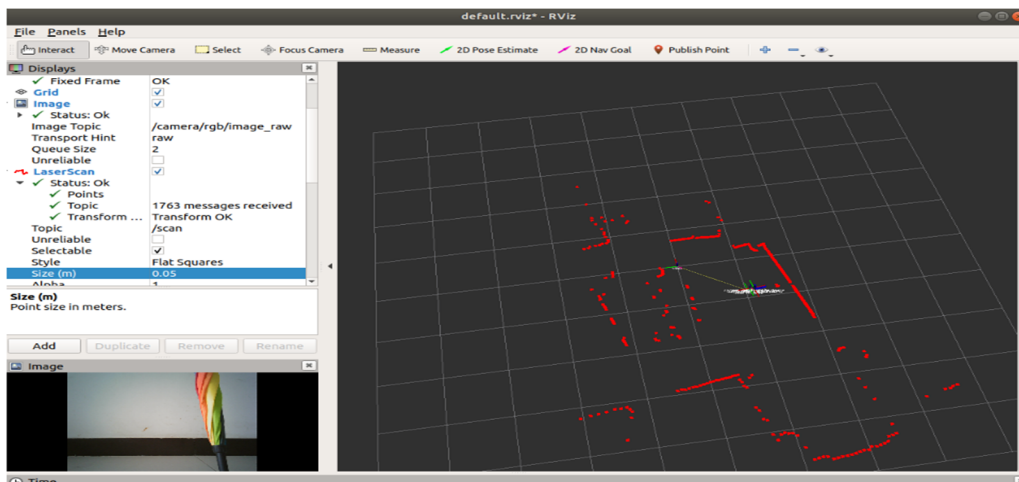 default.rviz* - RViz
File Panels Help
Interact Move Camera Select Focus Camera Measure 2D Pose Estimate 2D Nav Goal Publish Point
Displays
Fixed Frame OK
Grid
Image
Status: Ok
Image Topic /camera/rgb/image_raw
Transport Hint raw
Queue Size 2
Unreliable
LaserScan
Status: Ok
Points
Topic 1763 messages received
Transform ... Transform OK
Topic /scan
Unreliable
Selectable
Style Flat Squares
Size (m) 0.05
Alpha 1
Size (m)
Point size in meters.
Add Duplicate Remove Rename
Image
Time